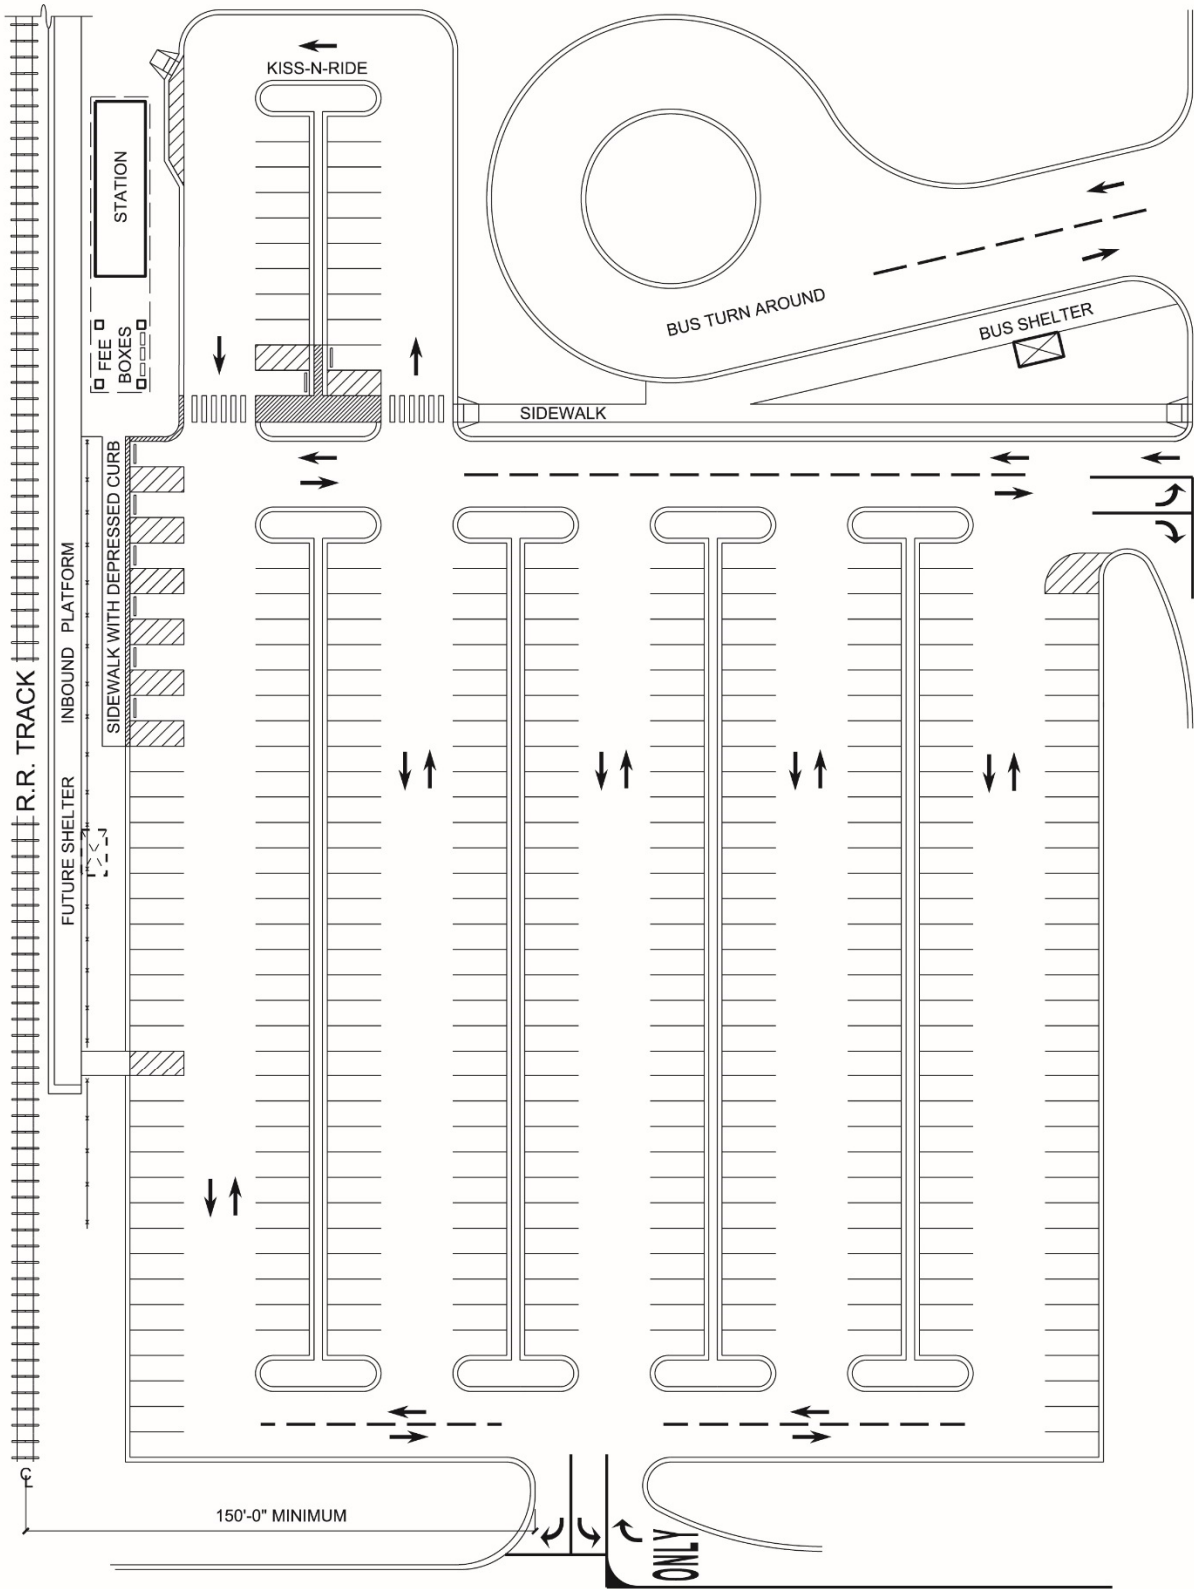 KISS-N-RIDE
STATION
FEE
BOXES
BUS TURN AROUND
BUS SHELTER
SIDEWALK
SIDEWALK WITH DEPRESSED CURB
INBOUND PLATFORM
R.R. TRACK
FUTURE SHELTER
CL
150'-0" MINIMUM
ONLY